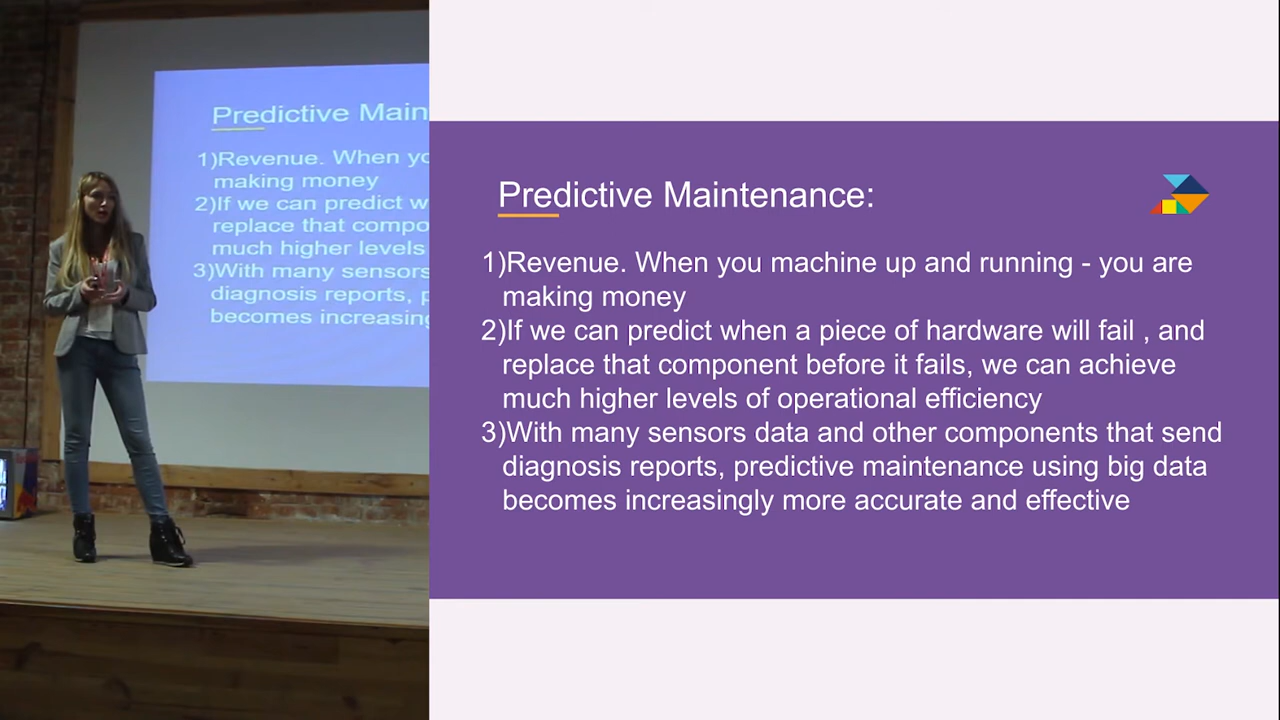 Predictive Main
1)Revenue. When yo
making money
2)If we can predict w
replace that compo
much higher levels
3)With many sensors
diagnosis reports, p
becomes increasing
Predictive Maintenance:
1)Revenue. When you machine up and running - you are
making money
2)If we can predict when a piece of hardware will fail , and
replace that component before it fails, we can achieve
much higher levels of operational efficiency
3)With many sensors data and other components that send
diagnosis reports, predictive maintenance using big data
becomes increasingly more accurate and effective